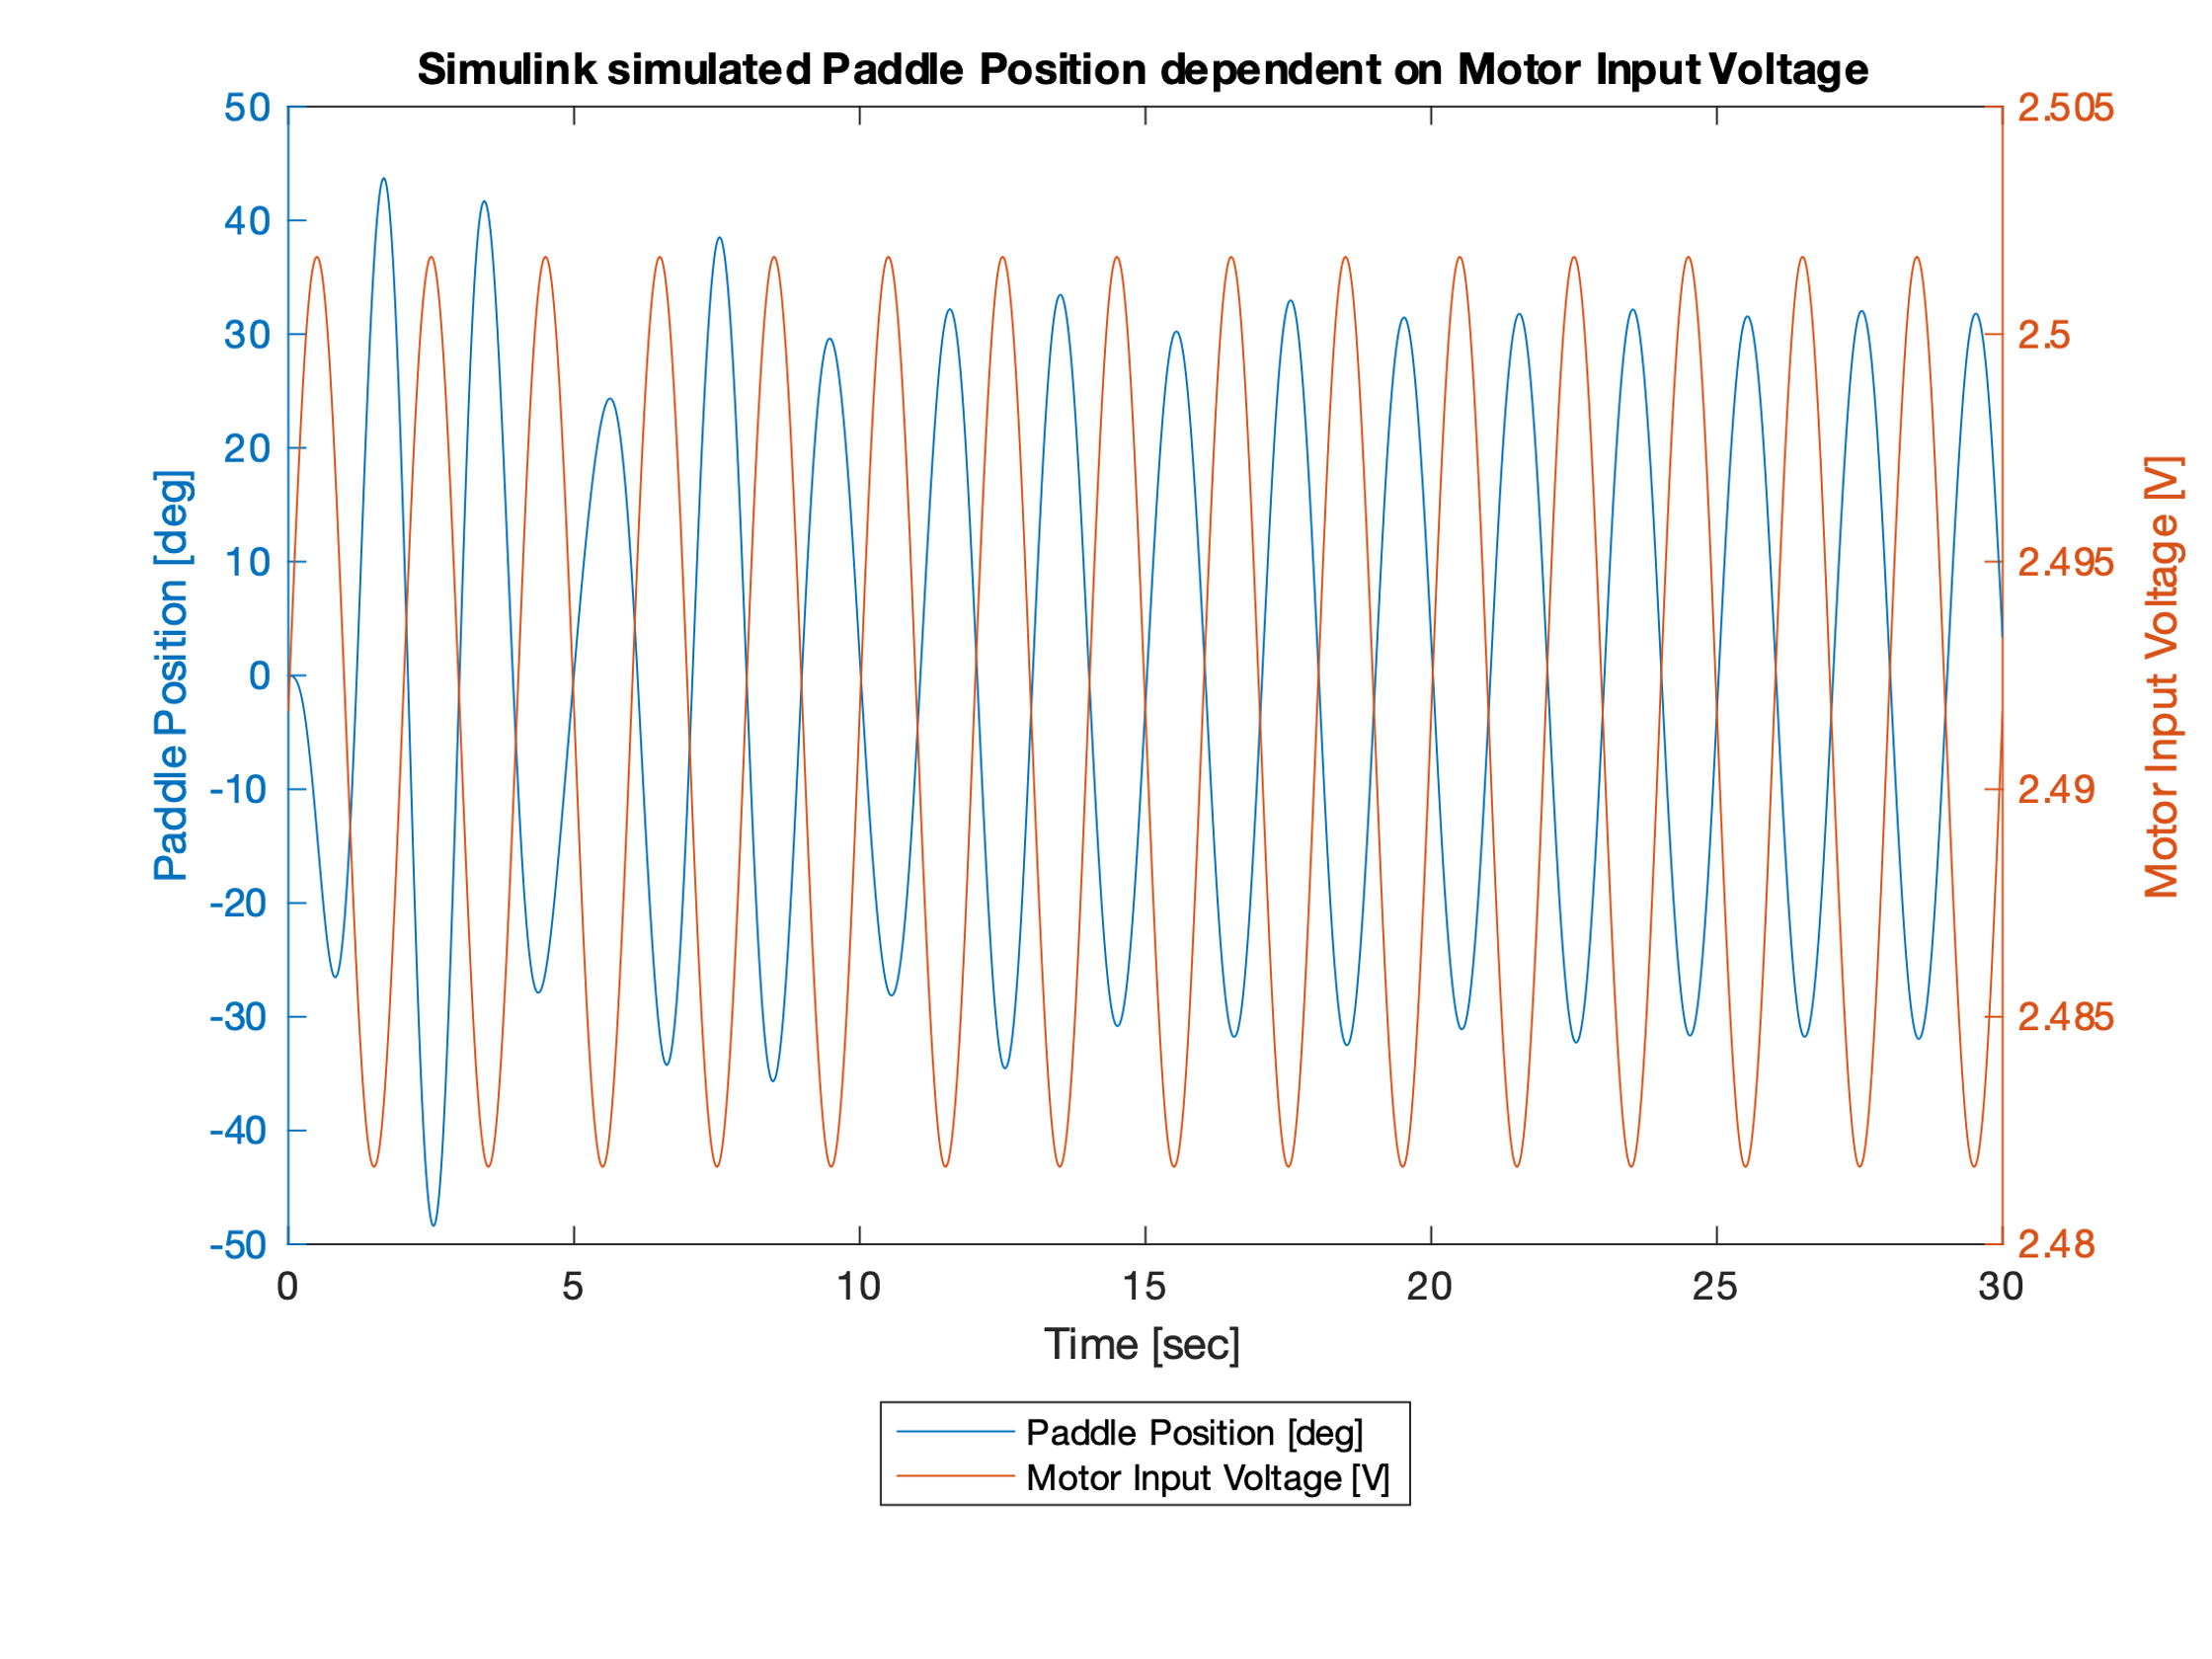 Simulink simulated Paddle Position dependent on Motor Input Voltage
50
40
30
20
10
0
-10
-20
-30
-40
-50
Paddle Position [deg]
2.505
2.5
2.495
2.49
2.485
2.48
Motor Input Voltage [V]
0 5 10 15 20 25 30
Time [sec]
Paddle Position [deg]
Motor Input Voltage [V]